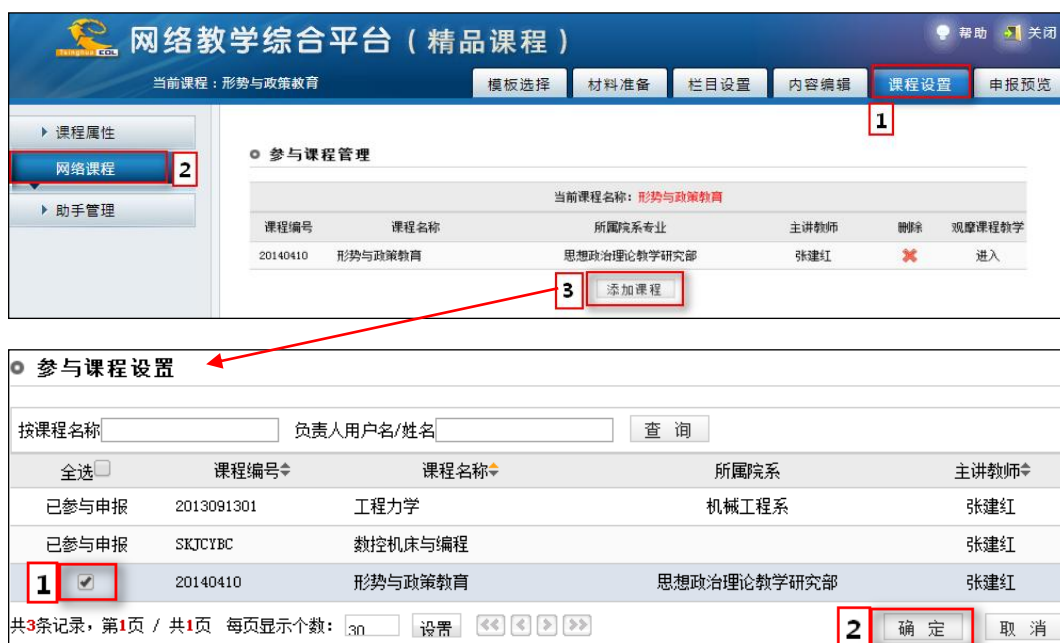 Tsinghua EOL 网络教学综合平台(精品课程) 帮助 关闭
当前课程:形势与政策教育 模板选择 材料准备 栏目设置 内容编辑 课程设置 申报预览
1
课程属性
网络课程 2
助手管理
参与课程管理
当前课程名称:形势与政策教育
课程编号 课程名称 所属院系专业 主讲教师 删除 观摩课程教学
20140410 形势与政策教育 思想政治理论教学研究部 张建红 进入
3 添加课程
参与课程设置
按课程名称 负责人用户名/姓名 查 询
全选 课程编号 课程名称 所属院系 主讲教师
已参与申报 2013091301 工程力学 机械工程系 张建红
已参与申报 SKJCYBC 数控机床与编程 张建红
1 20140410 形势与政策教育 思想政治理论教学研究部 张建红
共3条记录,第1页 / 共1页 每页显示个数: 30 设置 2 确 定 取 消